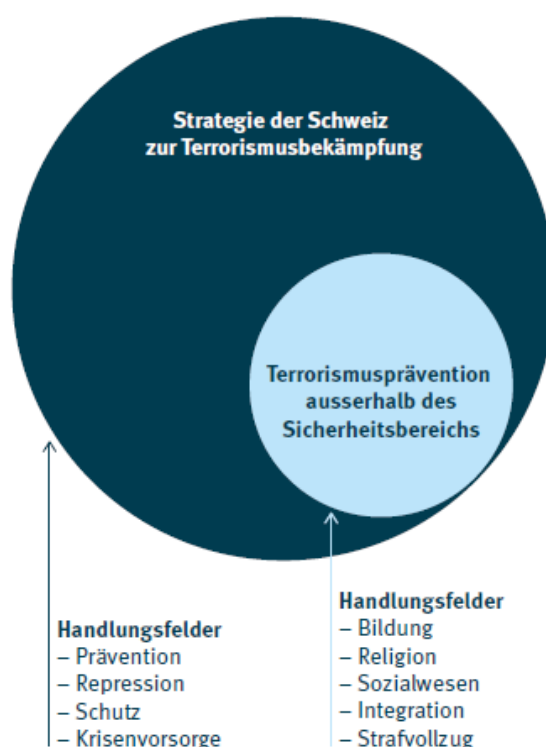 Strategie der Schweiz
zur Terrorismusbekämpfung
Terrorismusprävention
ausserhalb des
Sicherheitsbereichs
Handlungsfelder
– Prävention
– Repression
– Schutz
– Krisenvorsorge
Handlungsfelder
– Bildung
– Religion
– Sozialwesen
– Integration
– Strafvollzug